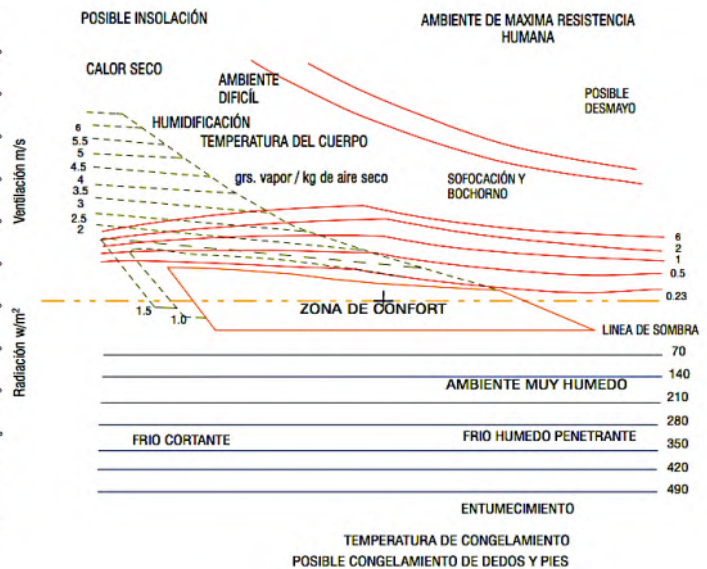 POSIBLE INSOLACIÓN
AMBIENTE DE MAXIMA RESISTENCIA
HUMANA
CALOR SECO
AMBIENTE
DIFICÍL
POSIBLE
DESMAYO
HUMIDIFICACIÓN
TEMPERATURA DEL CUERPO
grs. vapor / kg de aire seco
SOFOCACIÓN Y
BOCHORNO
Ventilación m/s
6
5.5
5
4.5
4
3.5
3
2.5
2
1.5
1.0
6
2
1
0.5
0.23
ZONA DE CONFORT
LINEA DE SOMBRA
Radiación w/m²
70
140
AMBIENTE MUY HUMEDO
210
280
FRIO CORTANTE
FRIO HUMEDO PENETRANTE
350
420
490
ENTUMECIMIENTO
TEMPERATURA DE CONGELAMIENTO
POSIBLE CONGELAMIENTO DE DEDOS Y PIES